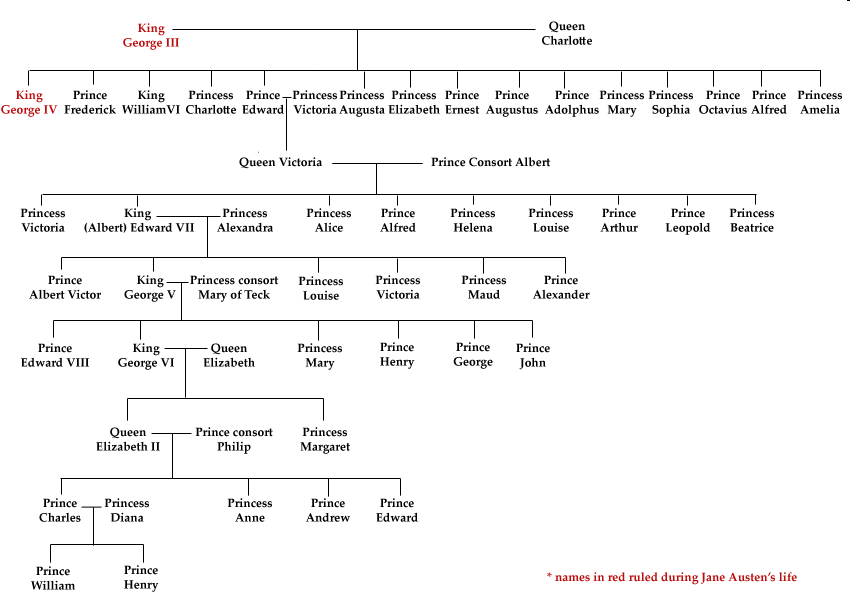 King Queen
George III Charlotte
King Prince King Princess Prince Princess Princess Princess Prince Prince Prince Princess Princess Prince Prince Princess
George IV Frederick WilliamVI Charlotte Edward Victoria Augusta Elizabeth Ernest Augustus Adolphus Mary Sophia Octavius Alfred Amelia
Queen Victoria Prince Consort Albert
Princess King Princess Princess Prince Princess Princess Prince Prince Princess
Victoria (Albert) Edward VII Alexandra Alice Alfred Helena Louise Arthur Leopold Beatrice
Prince King Princess consort Princess Princess Princess Prince
Albert Victor George V Mary of Teck Louise Victoria Maud Alexander
Prince King Queen Princess Prince Prince Prince
Edward VIII George VI Elizabeth Mary Henry George John
Queen Prince consort Princess
Elizabeth II Philip Margaret
Prince Princess Princess Prince Prince
Charles Diana Anne Andrew Edward
Prince Prince
William Henry
* names in red ruled during Jane Austen's life